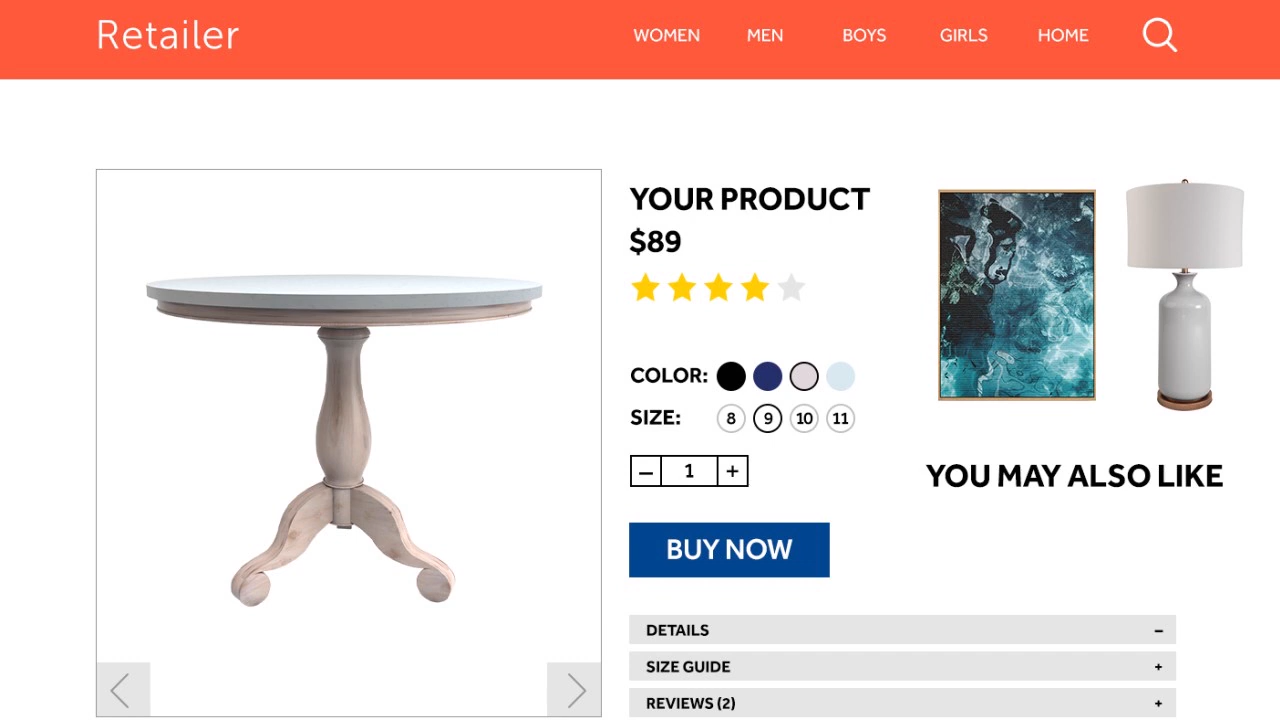 Retailer
WOMEN MEN BOYS GIRLS HOME
YOUR PRODUCT
$89
COLOR:
SIZE: 8 9 10 11
– 1 +
BUY NOW
YOU MAY ALSO LIKE
DETAILS –
SIZE GUIDE +
REVIEWS (2) +